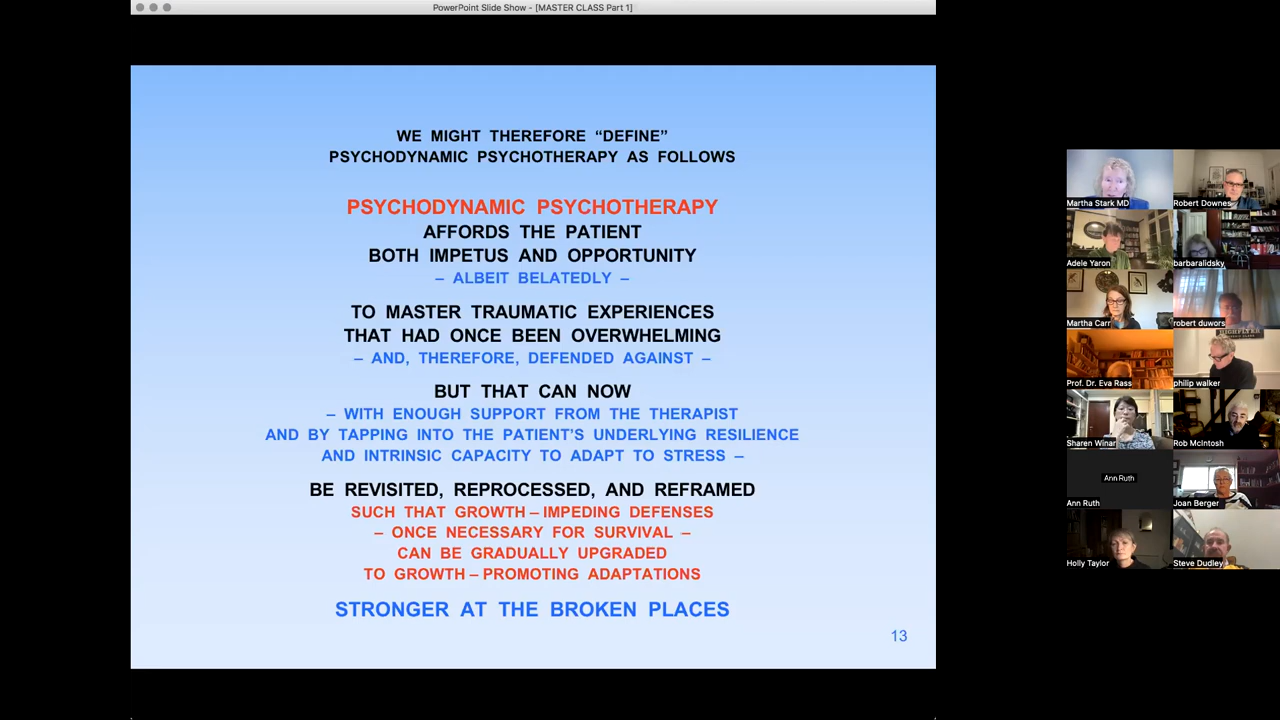 PowerPoint Slide Show - [MASTER CLASS Part 1]
WE MIGHT THEREFORE “DEFINE”
PSYCHODYNAMIC PSYCHOTHERAPY AS FOLLOWS
PSYCHODYNAMIC PSYCHOTHERAPY
AFFORDS THE PATIENT
BOTH IMPETUS AND OPPORTUNITY
– ALBEIT BELATEDLY –
TO MASTER TRAUMATIC EXPERIENCES
THAT HAD ONCE BEEN OVERWHELMING
– AND, THEREFORE, DEFENDED AGAINST –
BUT THAT CAN NOW
– WITH ENOUGH SUPPORT FROM THE THERAPIST
AND BY TAPPING INTO THE PATIENT’S UNDERLYING RESILIENCE
AND INTRINSIC CAPACITY TO ADAPT TO STRESS –
BE REVISITED, REPROCESSED, AND REFRAMED
SUCH THAT GROWTH – IMPEDING DEFENSES
– ONCE NECESSARY FOR SURVIVAL –
CAN BE GRADUALLY UPGRADED
TO GROWTH – PROMOTING ADAPTATIONS
STRONGER AT THE BROKEN PLACES
13
Martha Stark MD
Robert Downes
Adele Yaron
barbaralidsky
Martha Carr
robert duwors
HIGHFLYER
Prof. Dr. Eva Rass
philip walker
Sharen Winar
Rob McIntosh
Ann Ruth
Ann Ruth
Joan Berger
Holly Taylor
Steve Dudley